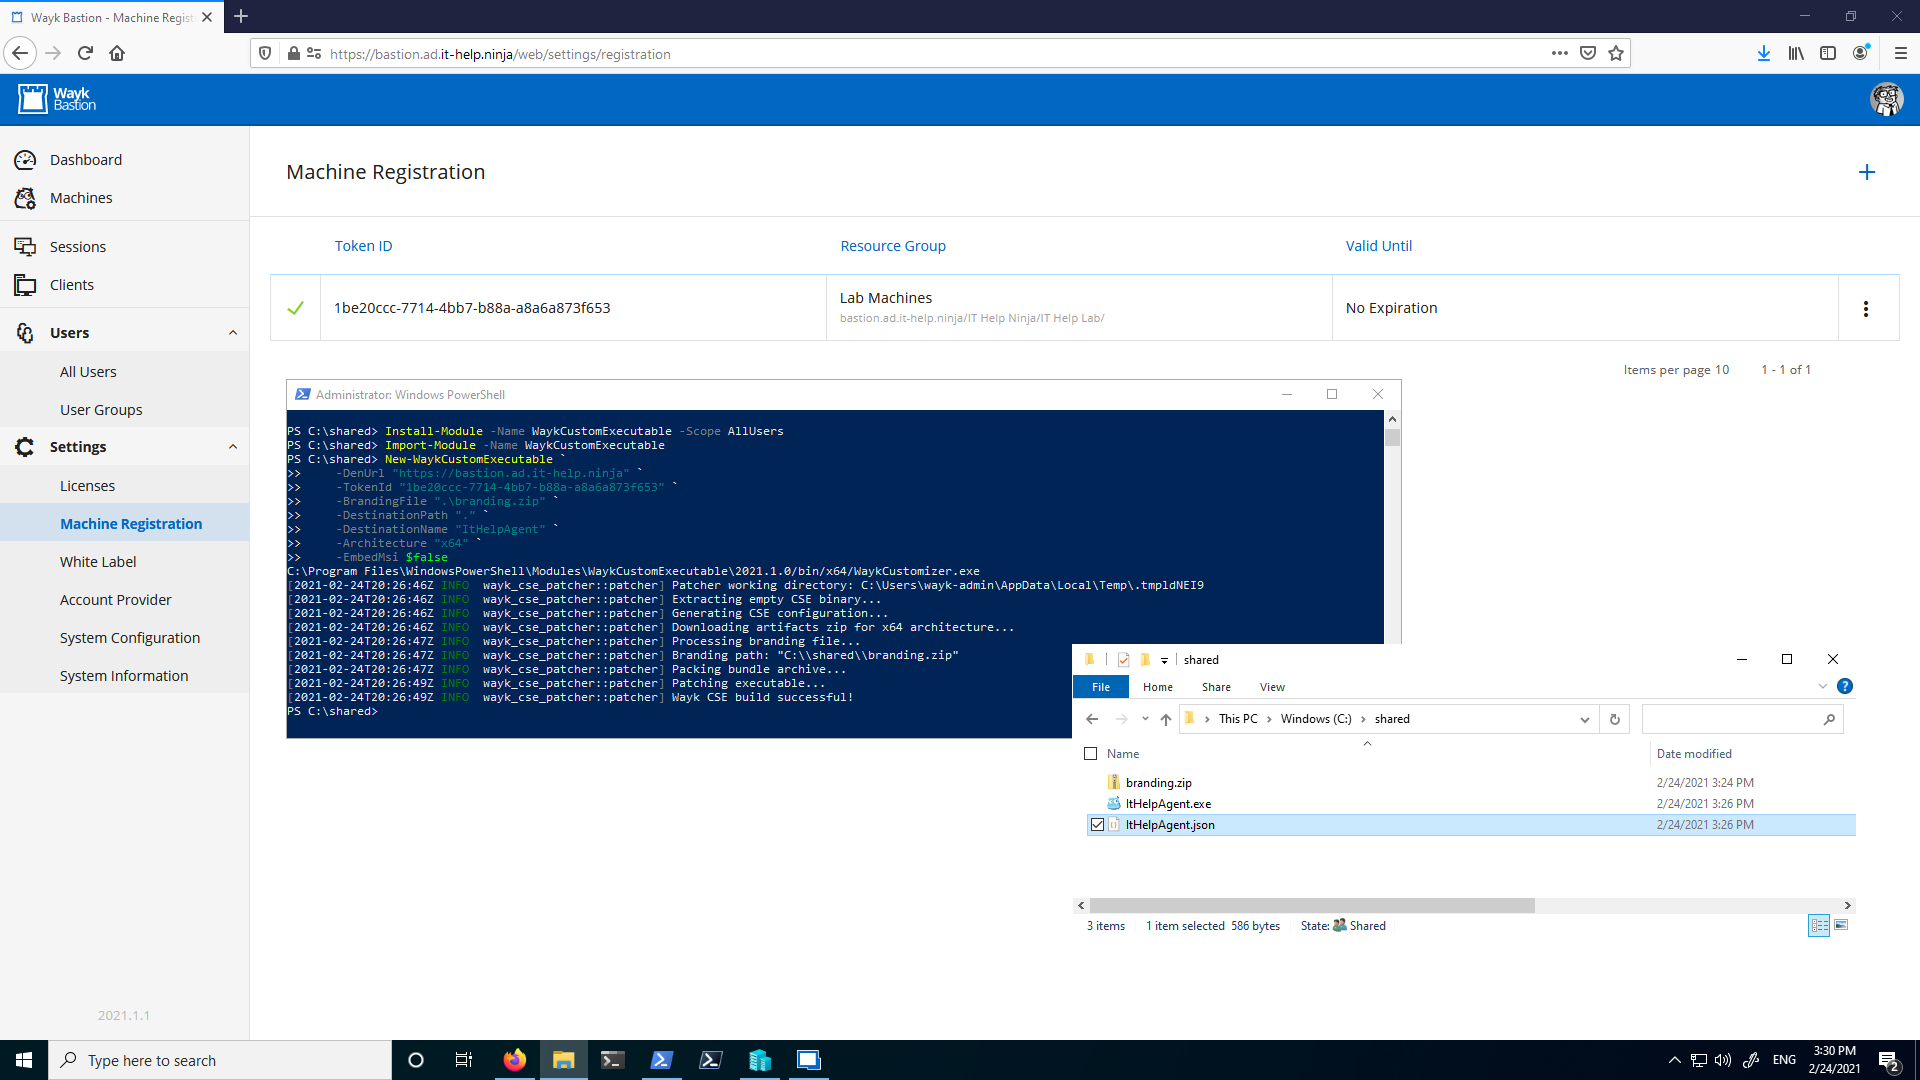 Wayk Bastion - Machine Regist
https://bastion.ad.it-help.ninja/web/settings/registration
Wayk
Bastion
Dashboard
Machines
Sessions
Clients
Users
All Users
User Groups
Settings
Licenses
Machine Registration
White Label
Account Provider
System Configuration
System Information
2021.1.1
Machine Registration
Token ID
Resource Group
Valid Until
1be20ccc-7714-4bb7-b88a-a8a6a873f653
Lab Machines
bastion.ad.it-help.ninja/IT Help Ninja/IT Help Lab/
No Expiration
Items per page 10
1 - 1 of 1
Administrator: Windows PowerShell
PS C:\shared> Install-Module -Name WaykCustomExecutable -Scope AllUsers
PS C:\shared> Import-Module -Name WaykCustomExecutable
PS C:\shared> New-WaykCustomExecutable `
>> -DenUrl "https://bastion.ad.it-help.ninja" `
>> -TokenId "1be20ccc-7714-4bb7-b88a-a8a6a873f653" `
>> -BrandingFile ".\branding.zip" `
>> -DestinationPath "." `
>> -DestinationName "ItHelpAgent" `
>> -Architecture "x64" `
>> -EmbedMsi $false
C:\Program Files\WindowsPowerShell\Modules\WaykCustomExecutable\2021.1.0/bin/x64/WaykCustomizer.exe
[2021-02-24T20:26:46Z INFO  wayk_cse_patcher::patcher] Patcher working directory: C:\Users\wayk-admin\AppData\Local\Temp\.tmpldNEI9
[2021-02-24T20:26:46Z INFO  wayk_cse_patcher::patcher] Extracting empty CSE binary...
[2021-02-24T20:26:46Z INFO  wayk_cse_patcher::patcher] Generating CSE configuration...
[2021-02-24T20:26:46Z INFO  wayk_cse_patcher::patcher] Downloading artifacts zip for x64 architecture...
[2021-02-24T20:26:47Z INFO  wayk_cse_patcher::patcher] Processing branding file...
[2021-02-24T20:26:47Z INFO  wayk_cse_patcher::patcher] Branding path: "C:\\shared\\branding.zip"
[2021-02-24T20:26:47Z INFO  wayk_cse_patcher::patcher] Packing bundle archive...
[2021-02-24T20:26:49Z INFO  wayk_cse_patcher::patcher] Patching executable...
[2021-02-24T20:26:49Z INFO  wayk_cse_patcher::patcher] Wayk CSE build successful!
PS C:\shared>
shared
File Home Share View
This PC > Windows (C:) > shared
Name
Date modified
branding.zip 2/24/2021 3:24 PM
ItHelpAgent.exe 2/24/2021 3:26 PM
ItHelpAgent.json 2/24/2021 3:26 PM
3 items
1 item selected 586 bytes
State: Shared
Type here to search
ENG
3:30 PM
2/24/2021
2